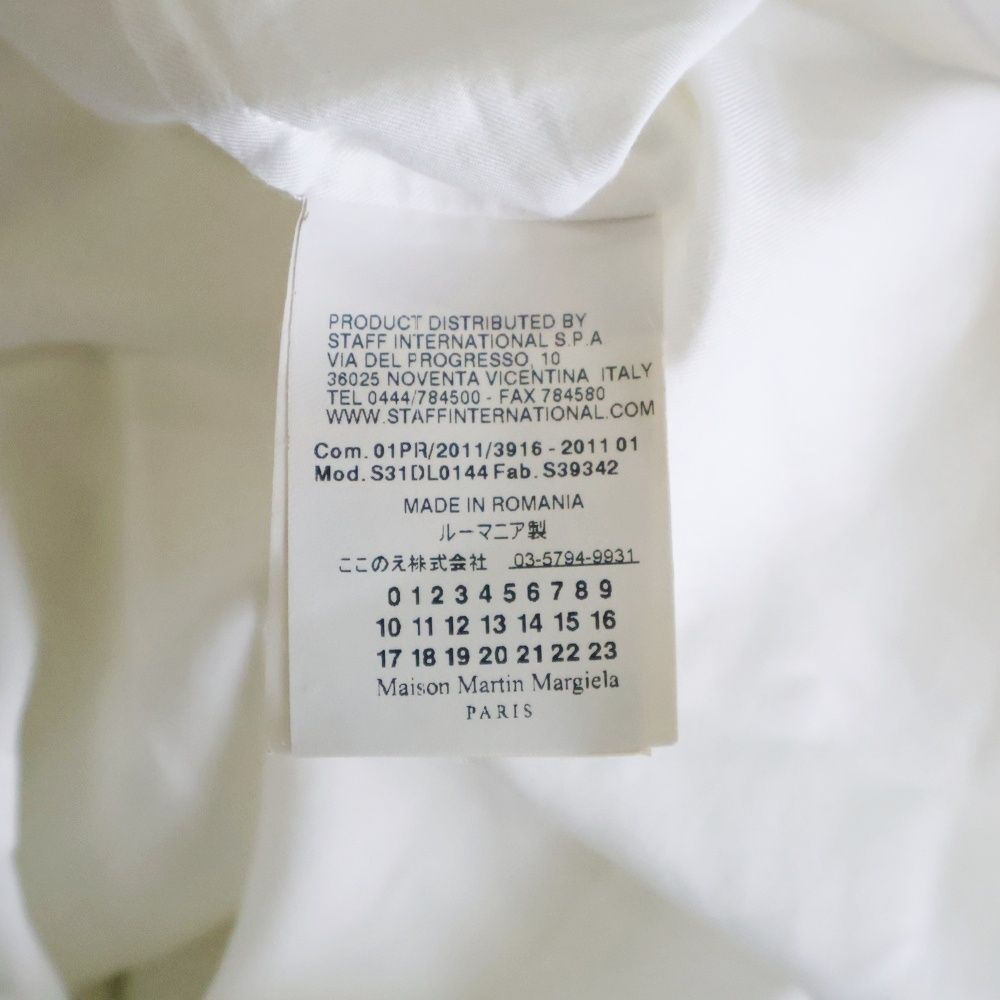 PRODUCT DISTRIBUTED BY
STAFF INTERNATIONAL S.P.A
VIA DEL PROGRESSO, 10
36025 NOVENTA VICENTINA ITALY
TEL 0444/784500 - FAX 784580
WWW.STAFFINTERNATIONAL.COM
Com. 01PR/2011/3916 - 2011 01
Mod. S31DL0144 Fab. S39342
MADE IN ROMANIA
ルーマニア製
ここのえ株式会社 03-5794-9931
0 1 2 3 4 5 6 7 8 9
10 11 12 13 14 15 16
17 18 19 20 21 22 23
Maison Martin Margiela
PARIS